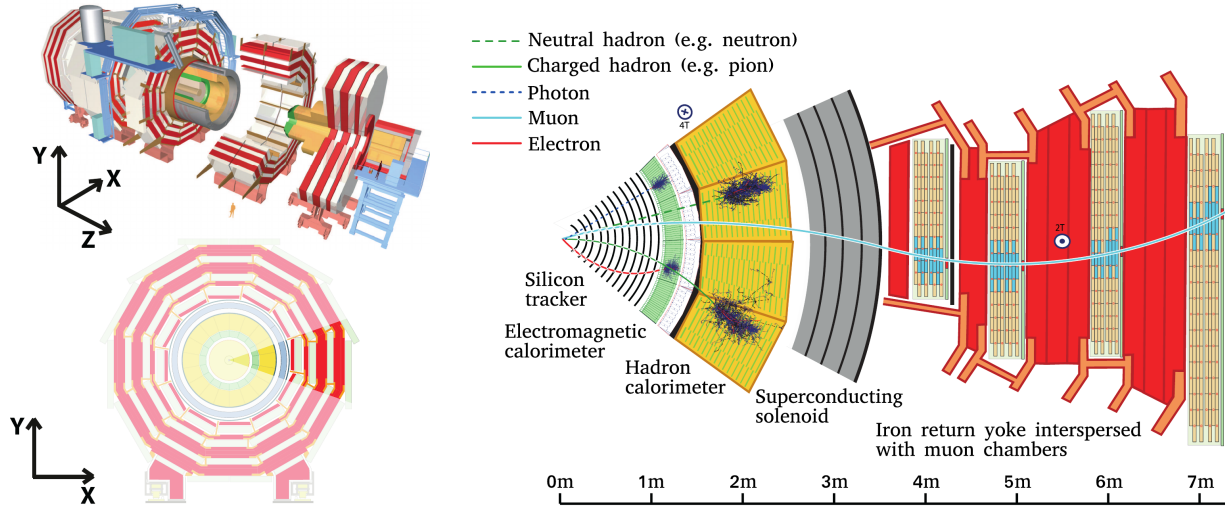 Neutral hadron (e.g. neutron)
Charged hadron (e.g. pion)
Photon
Muon
Electron
4T
Y
X
Z
2T
Silicon
tracker
Electromagnetic
calorimeter
Hadron
calorimeter
Superconducting
solenoid
Iron return yoke interspersed
with muon chambers
Y
X
0m 1m 2m 3m 4m 5m 6m 7m